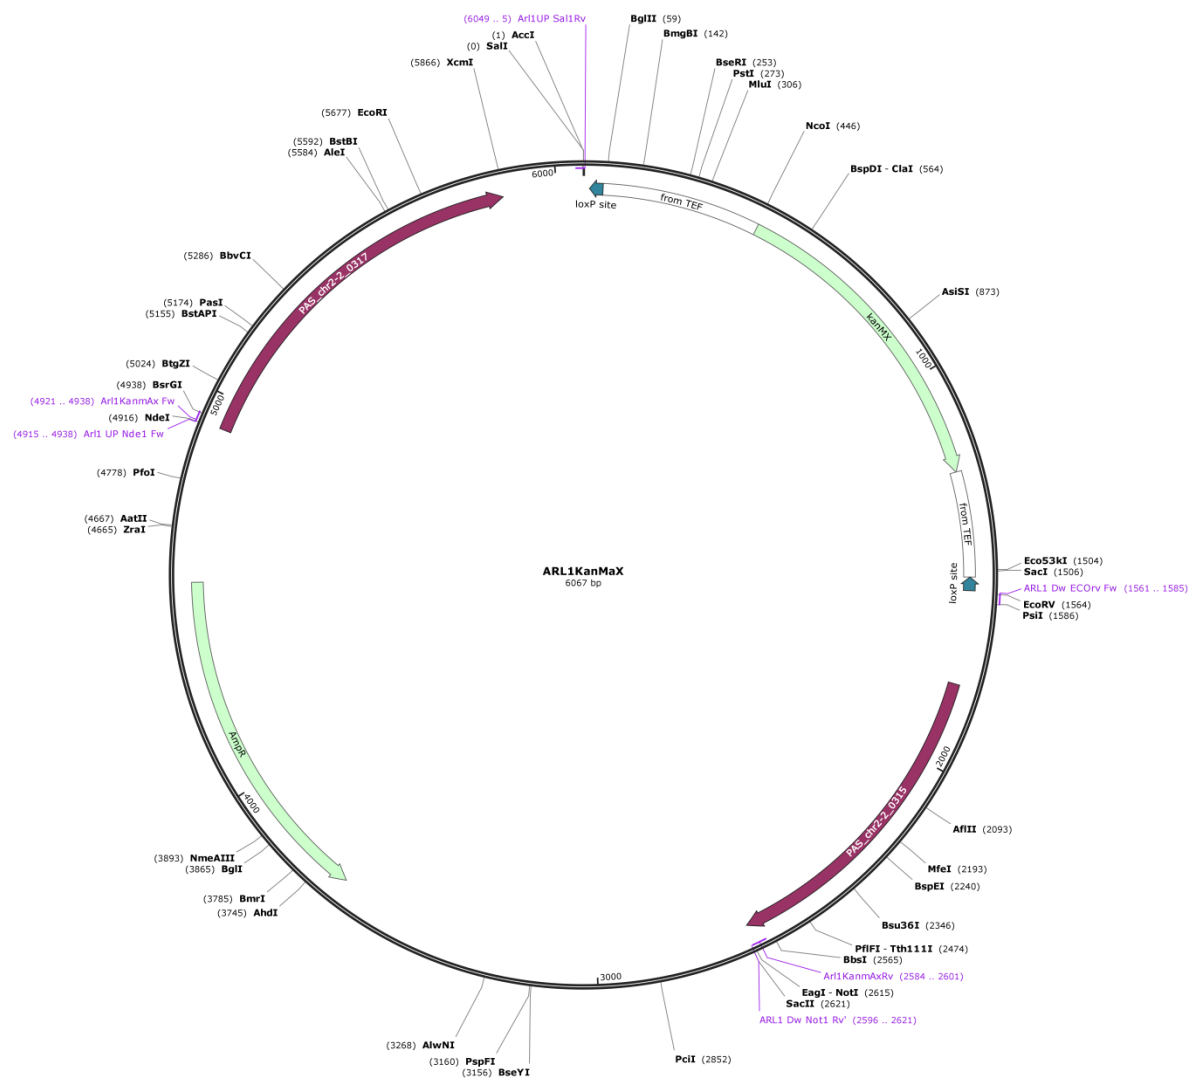 (6049 .. 5) Arl1UP Sal1Rv
(1) AccI
(0) SalI
(5866) XcmI
(5677) EcoRI
(5592) BstBI
(5584) AleI
(5286) BbvCI
(5174) PasI
(5155) BstAPI
(5024) BtgZI
(4938) BsrGI
(4921 .. 4938) Arl1KanmAx Fw
(4916) NdeI
(4915 .. 4938) Arl1 UP Nde1 Fw
(4778) PfoI
(4667) AatII
(4665) ZraI
(3893) NmeAIII
(3865) BglI
(3785) BmrI
(3745) AhdI
(3268) AlwNI
(3160) PspFI
(3156) BseYI
BglII (59)
BmgBI (142)
BseRI (253)
PstI (273)
MluI (306)
NcoI (446)
BspDI - ClaI (564)
AsiSI (873)
Eco53kI (1504)
SacI (1506)
ARL1 Dw ECOrv Fw (1561 .. 1585)
EcoRV (1564)
PsiI (1586)
AflII (2093)
MfeI (2193)
BspEI (2240)
Bsu36I (2346)
PflFI - Tth111I (2474)
BbsI (2565)
Arl1KanmAxRv (2584 .. 2601)
EagI - NotI (2615)
SacII (2621)
ARL1 Dw Not1 Rv' (2596 .. 2621)
PciI (2852)
6000
loxP site
from TEF
kanMX
1000
from TEF
loxP site
PAS_chr2-2_0315
2000
3000
AmpR
4000
5000
PAS_chr2-2_0317
ARL1KanMaX
6067 bp